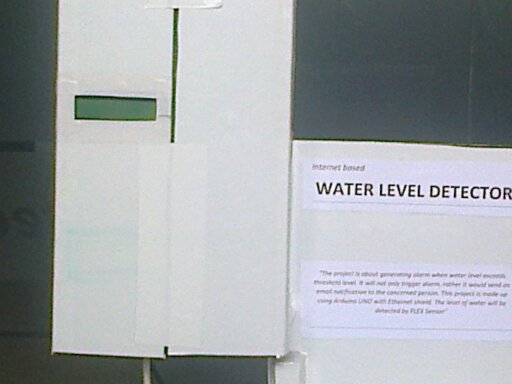 Internet based
WATER LEVEL DETECTOR
"The project is about generating alarm when water level exceeds
threshold level. It will not only trigger alarm, rather it would send an
email notification to the concerned person. This project is made up
using Arduino UNO with Ethernet shield. The level of water will be
detected by FLEX Sensor"